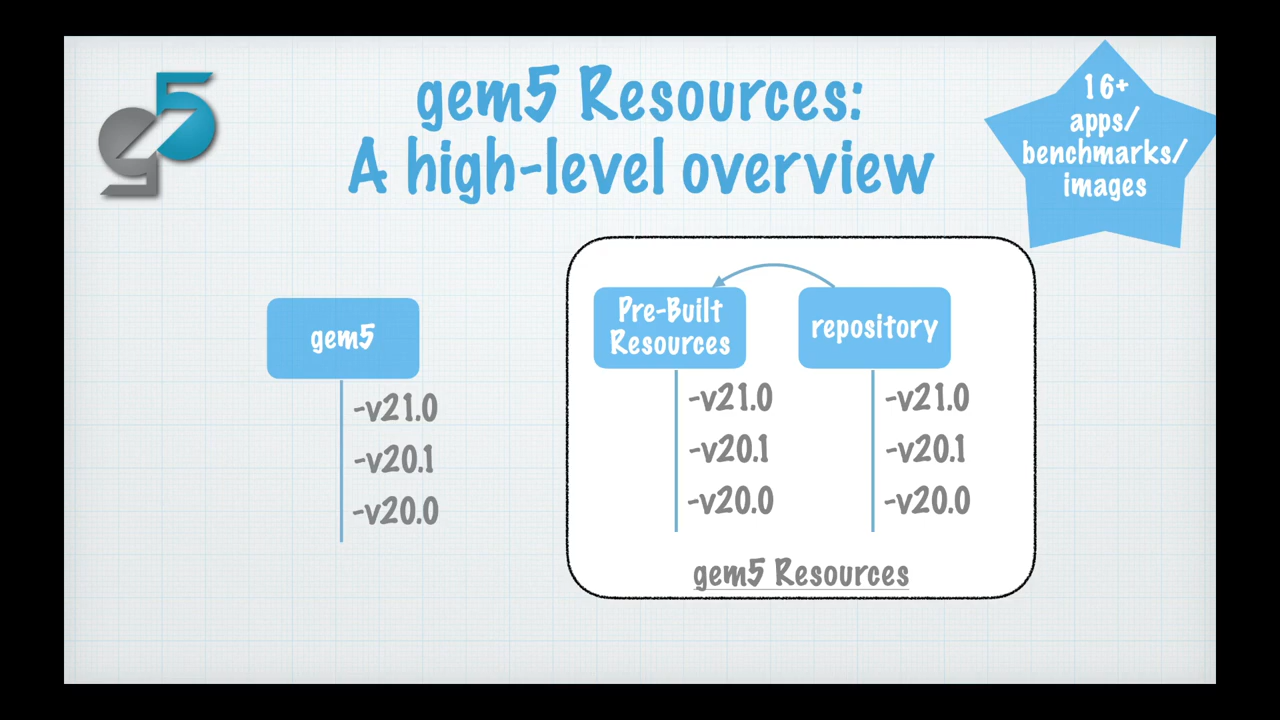 g5
gem5 Resources:
A high-level overview
16+
apps/
benchmarks/
images
gem5
-v21.0
-v20.1
-v20.0
Pre-Built
Resources
-v21.0
-v20.1
-v20.0
repository
-v21.0
-v20.1
-v20.0
gem5 Resources